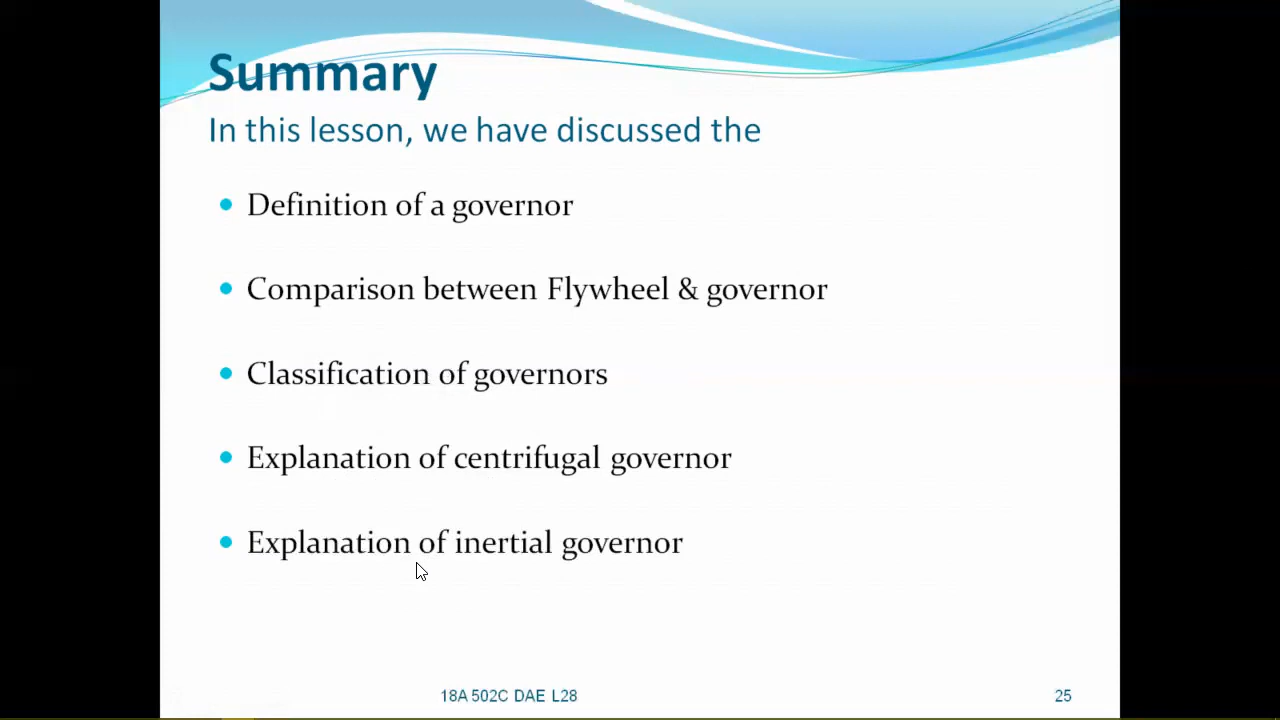 Summary
In this lesson, we have discussed the
Definition of a governor
Comparison between Flywheel & governor
Classification of governors
Explanation of centrifugal governor
Explanation of inertial governor
18A 502C DAE L28
25